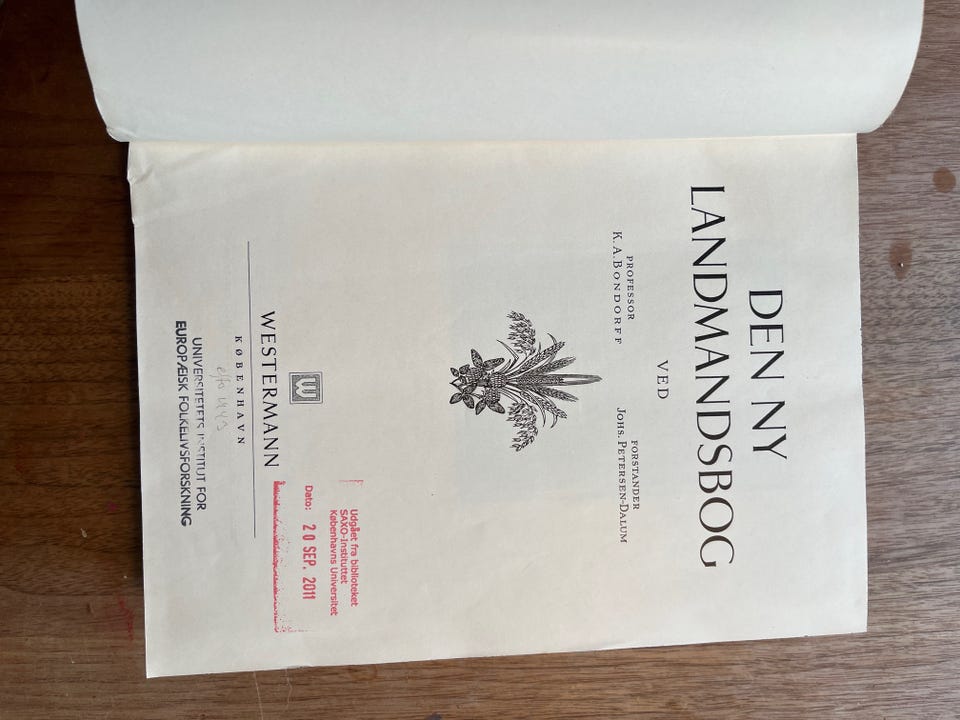 DEN NY
LANDMANDSBOG
VED
PROFESSOR
K. A. BONDORFF
FORSTANDER
JOHS. PETERSEN-DALUM
W
WESTERMANN
KØBENHAVN
Udgået fra biblioteket
SAXO-Instituttet
Københavns Universitet
Dato: 20 SEP. 2011
UNIVERSITETETS INSTITUT FOR
EUROPÆISK FOLKELIVSFORSKNING